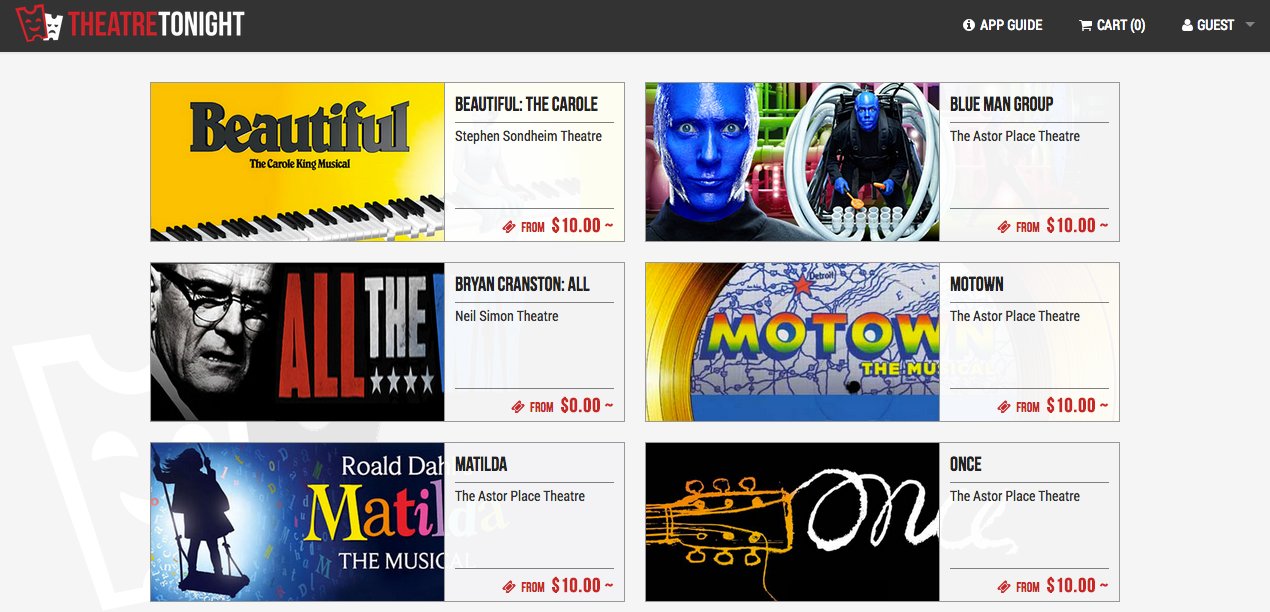 THEATRETONIGHT
APP GUIDE
CART (0)
GUEST
Beautiful
The Carole King Musical
BEAUTIFUL: THE CAROLE
Stephen Sondheim Theatre
FROM $10.00 ~
BLUE MAN GROUP
The Astor Place Theatre
FROM $10.00 ~
ALL THE WAY
BRYAN CRANSTON: ALL
Neil Simon Theatre
FROM $0.00 ~
Detroit
MOTOWN
THE MUSICAL
MOTOWN
The Astor Place Theatre
FROM $10.00 ~
Roald Dah
Matilda
THE MUSICAL
MATILDA
The Astor Place Theatre
FROM $10.00 ~
Once
ONCE
The Astor Place Theatre
FROM $10.00 ~